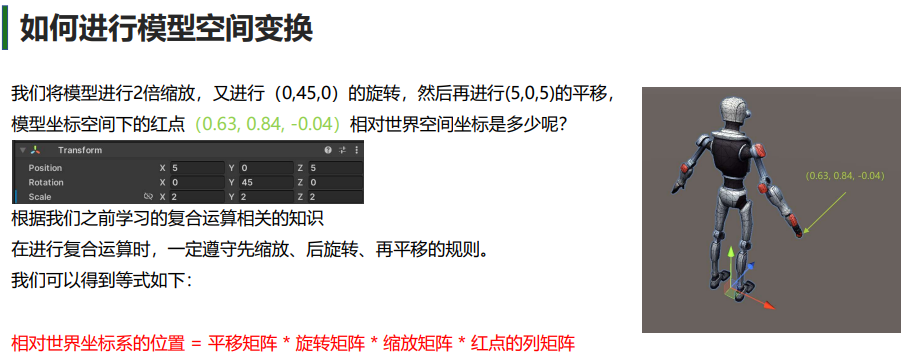 如何进行模型空间变换
我们将模型进行2倍缩放，又进行（0,45,0）的旋转，然后再进行(5,0,5)的平移，
模型坐标空间下的红点（0.63, 0.84, -0.04）相对世界空间坐标是多少呢？
(0.63, 0.84, -0.04)
Transform
Position X 5 Y 0 Z 5
Rotation X 0 Y 45 Z 0
Scale X 2 Y 2 Z 2
根据我们之前学习的复合运算相关的知识
在进行复合运算时，一定遵守先缩放、后旋转、再平移的规则。
我们可以得到等式如下：
相对世界坐标系的位置 = 平移矩阵 * 旋转矩阵 * 缩放矩阵 * 红点的列矩阵